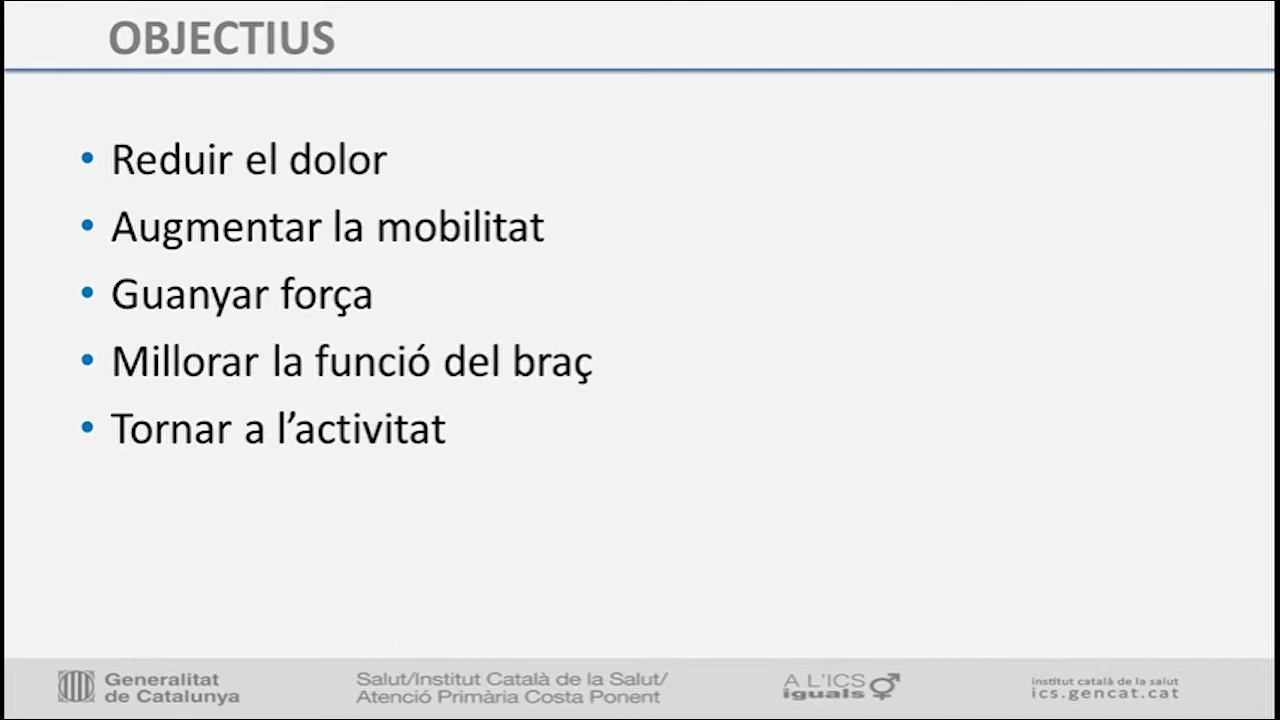 OBJECTIUS
• Reduir el dolor
• Augmentar la mobilitat
• Guanyar força
• Millorar la funció del braç
• Tornar a l’activitat
Generalitat
de Catalunya
Salut/Institut Català de la Salut/
Atenció Primària Costa Ponent
A L'ICS
iguals
institut català de la salut
ics.gencat.cat